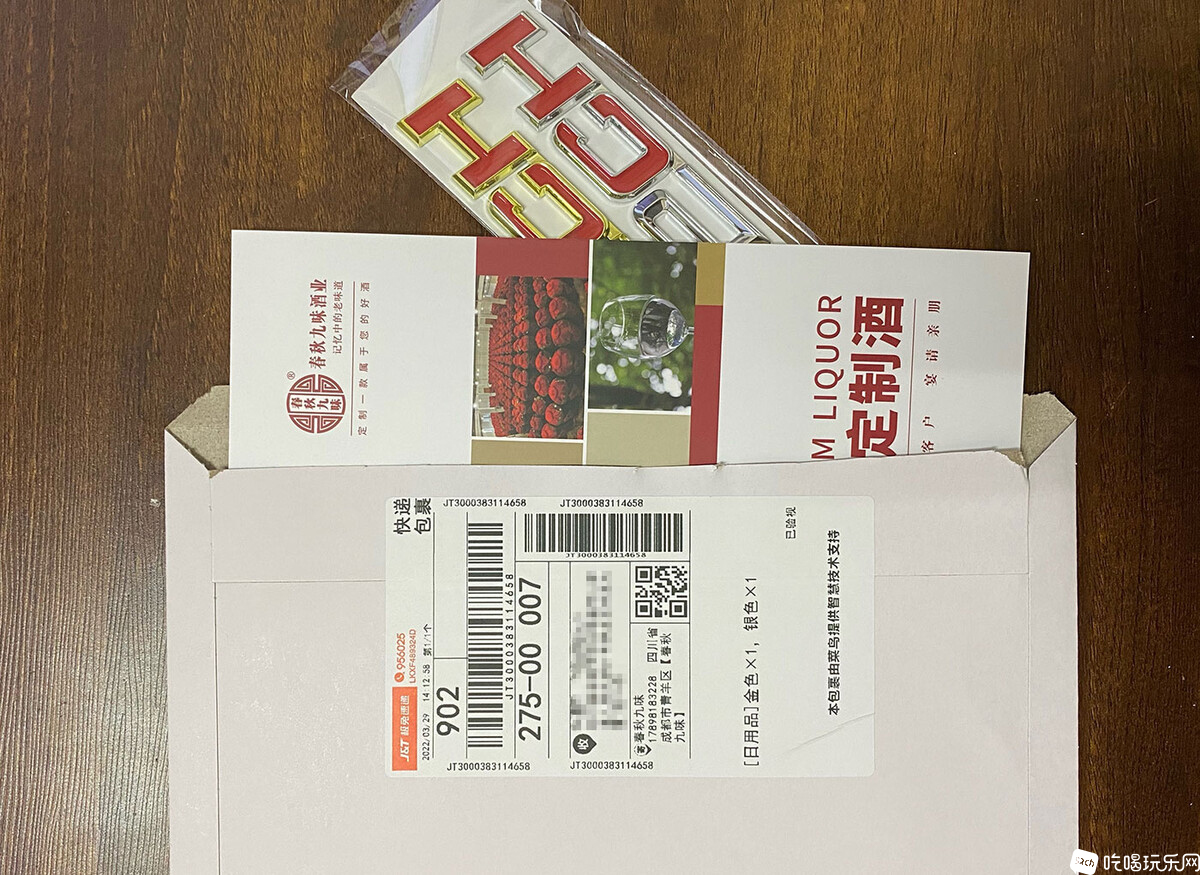 HG
HG
春秋九味
®
春秋九味酒业
记忆中的老味道
定制一款属于您的好酒
M LIQUOR
定制酒
客户 宴请亲朋
J&T 极兔速递
956025
LKXF489324D
2022/03/29 14:12:58 第1/1个
快递
包裹
902
JT3000383114658
JT3000383114658
JT3000383114658
275-00 007
JT3000383114658
JT3000383114658
JT3000383114658
收
寄
春秋九味
17898183228 四川省
成都市青羊区【春秋
九味】
[日用品]金色×1, 银色×1
已验视
本包裹由菜鸟提供智慧技术支持
吃喝玩乐网